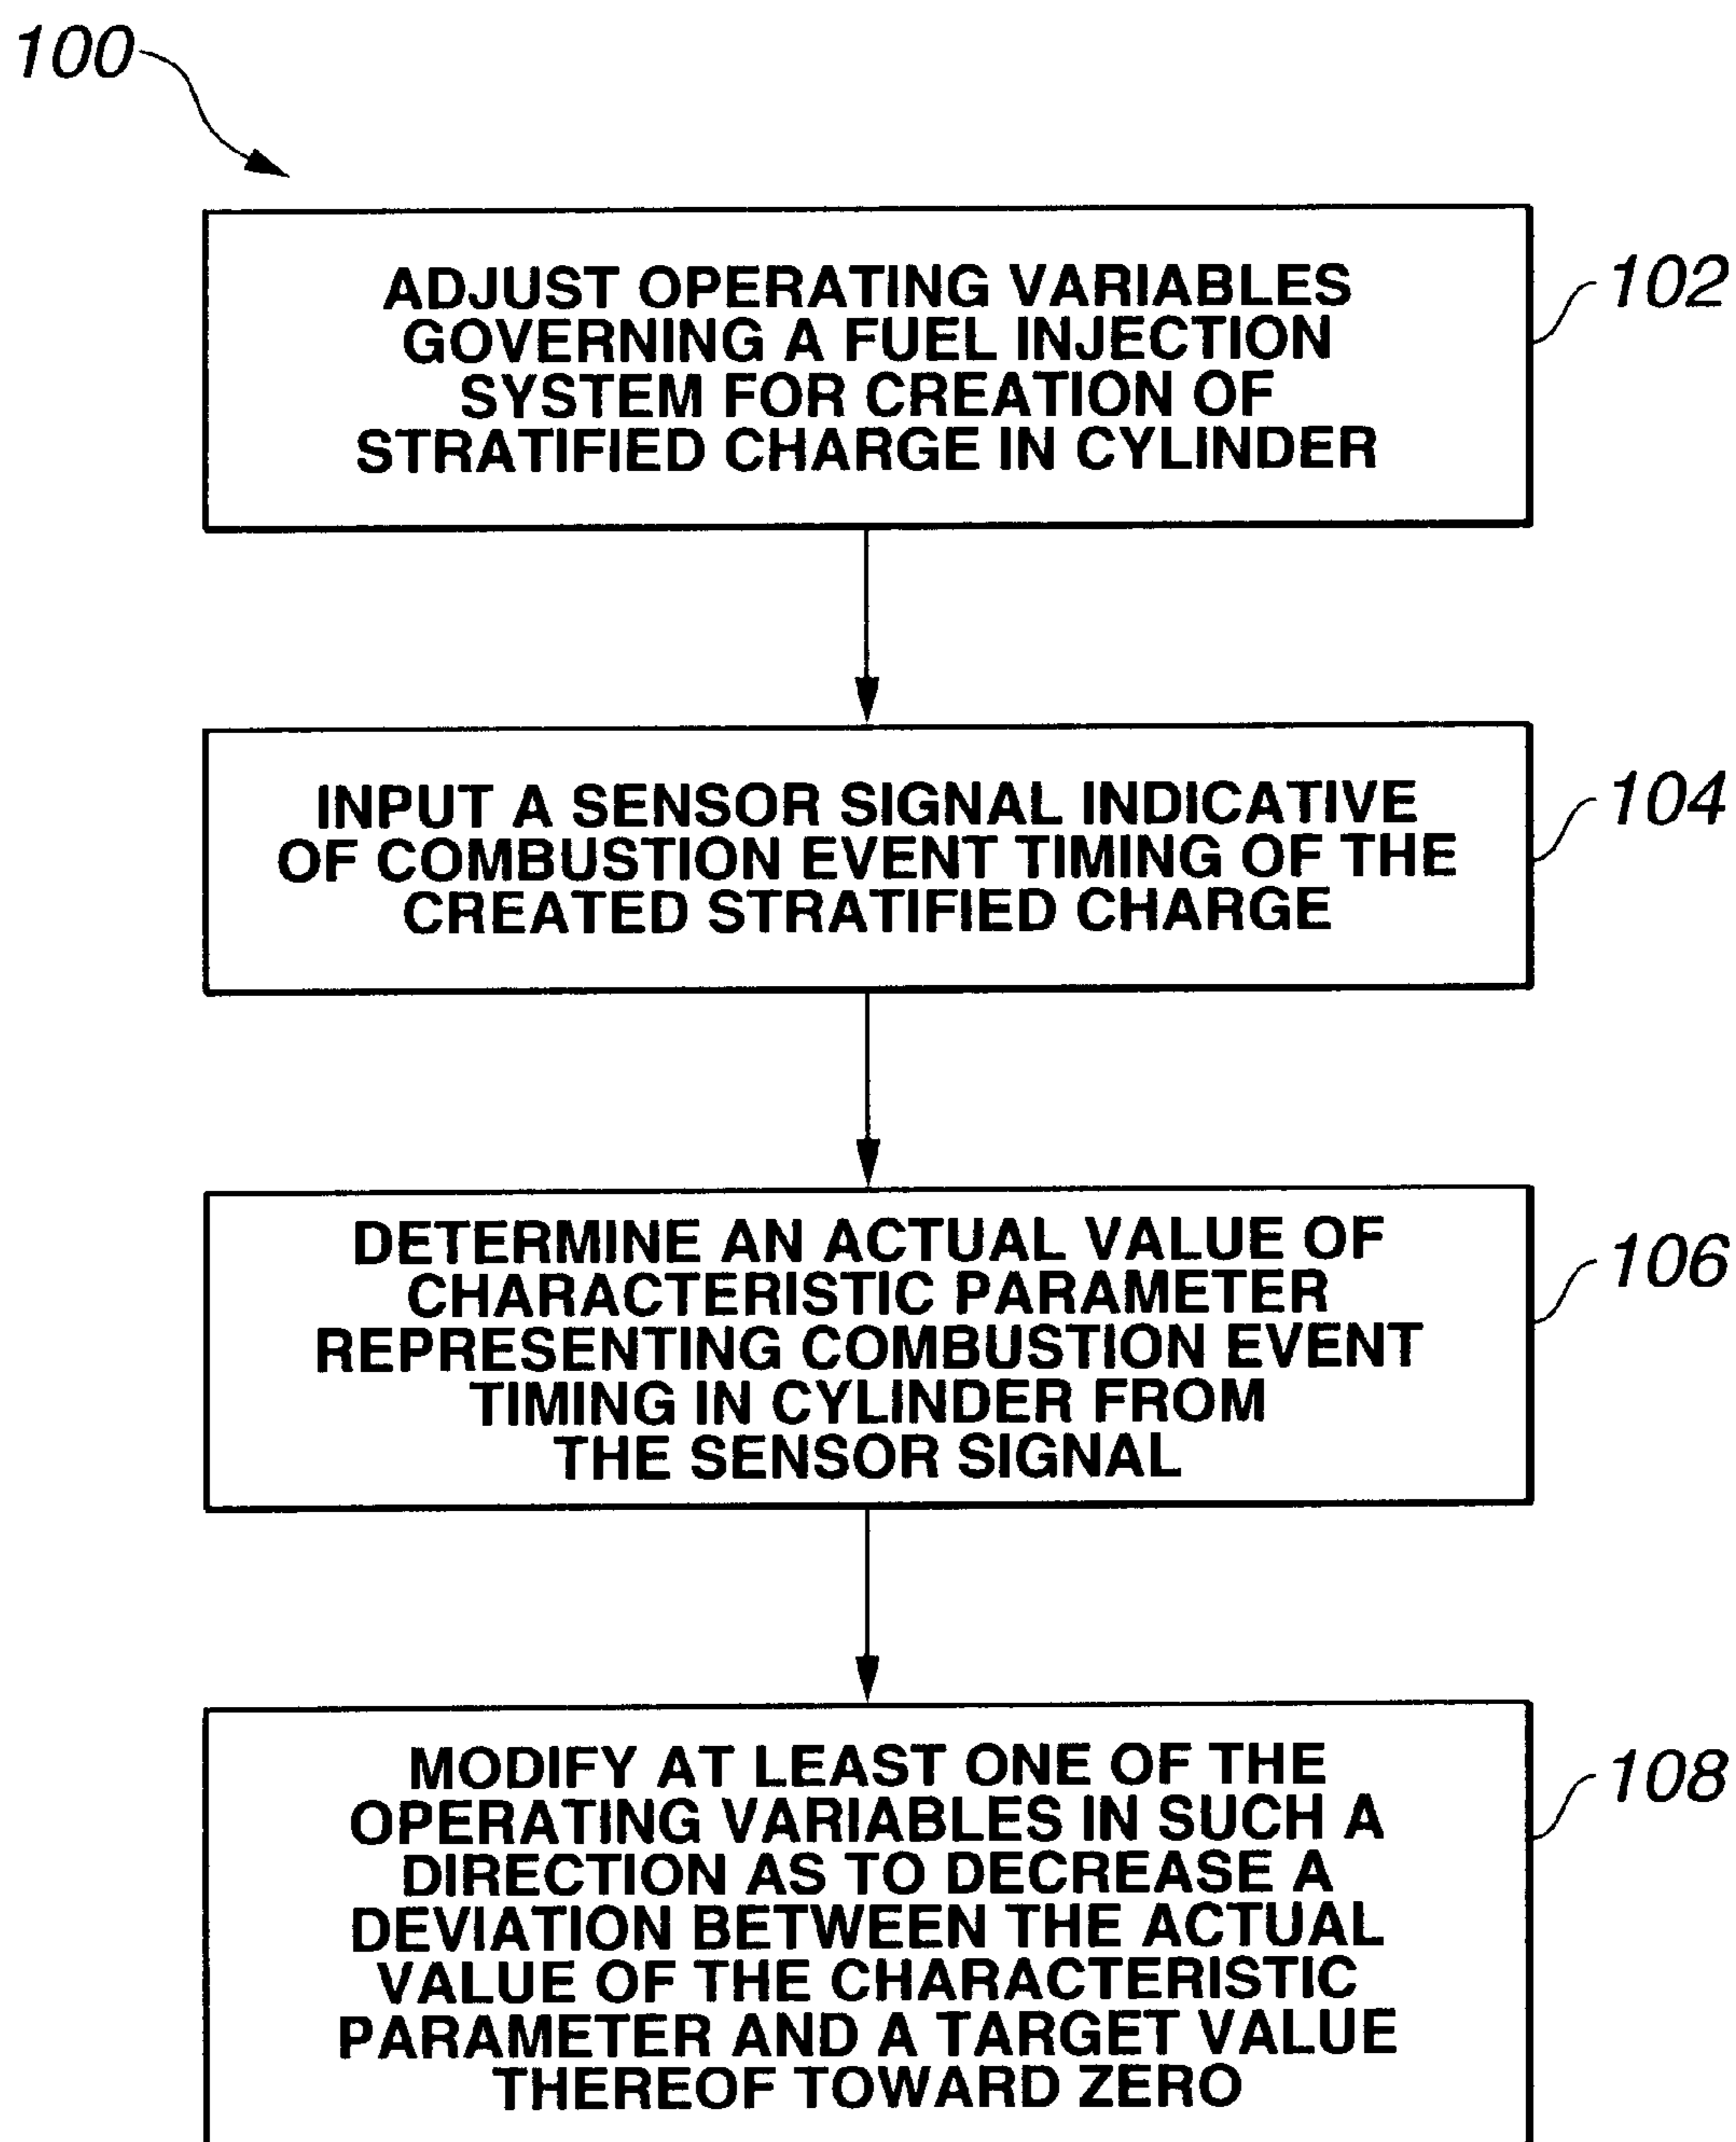 100
ADJUST OPERATING VARIABLES
GOVERNING A FUEL INJECTION
SYSTEM FOR CREATION OF
STRATIFIED CHARGE IN CYLINDER
102
INPUT A SENSOR SIGNAL INDICATIVE
OF COMBUSTION EVENT TIMING OF THE
CREATED STRATIFIED CHARGE
104
DETERMINE AN ACTUAL VALUE OF
CHARACTERISTIC PARAMETER
REPRESENTING COMBUSTION EVENT
TIMING IN CYLINDER FROM
THE SENSOR SIGNAL
106
MODIFY AT LEAST ONE OF THE
OPERATING VARIABLES IN SUCH A
DIRECTION AS TO DECREASE A
DEVIATION BETWEEN THE ACTUAL
VALUE OF THE CHARACTERISTIC
PARAMETER AND A TARGET VALUE
THEREOF TOWARD ZERO
108